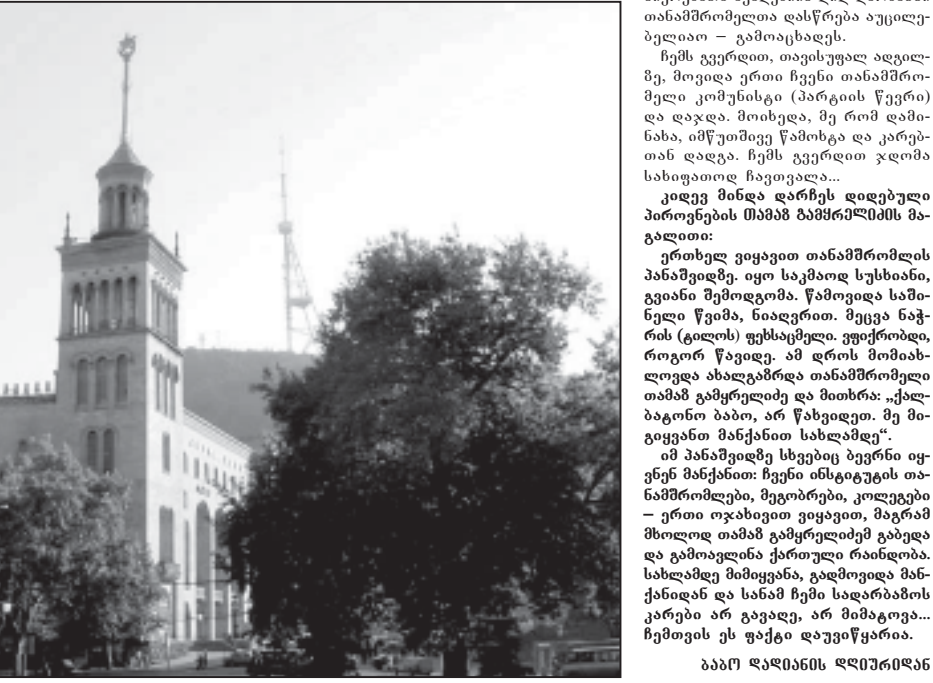 თანამშრომელთა დასწრება აუცილე-
ბელიაო – გამოაცხადეს.
ჩემს გვერდით, თავისუფალ ადგილ-
ზე, მოვიდა ერთი ჩვენი თანამშრო-
მელი კომუნისტი (პარტიის წევრი)
და დაჯდა. მოიხედა, მე რომ დამი-
ნახა, იმწუთშივე წამოხტა და კარებ-
თან დადგა. ჩემს გვერდით ჯდომა
სახიფათოდ ჩავთვალა...
კიდევ მინდა დარჩეს დიდებული
პიროვნების თამაზ გამყრელიძის მა-
გალითი:
ერთხელ ვიყავით თანამშრომლის
პანაშვიდზე. იყო საკმაოდ სუსხიანი,
გვიანი შემოდგომა. წამოვიდა საში-
ნელი წვიმა, ნიაღვრით. მეცვა ნაჭ-
რის (ტილოს) ფეხსაცმელი. ვფიქრობდი,
როგორ წავიდე. ამ დროს მომიახ-
ლოვდა ახალგაზრდა თანამშრომელი
თამაზ გამყრელიძე და მითხრა: „ქალ-
ბატონო ბაბო, არ წახვიდეთ. მე მი-
გიყვანთ მანქანით სახლამდე“.
იმ პანაშვიდზე სხვებიც ბევრნი იყ-
ვნენ მანქანით: ჩვენი ინსტიტუტის თა-
ნამშრომლები, მეგობრები, კოლეგები
– ერთი ოჯახივით ვიყავით, მაგრამ
მხოლოდ თამაზ გამყრელიძემ გაბედა
და გამოავლინა ქართული რაინდობა.
სახლამდე მიმიყვანა, გადმოვიდა მან-
ქანიდან და სანამ ჩემი სადარბაზოს
კარები არ გავაღე, არ მიმატოვა...
ჩემთვის ეს ფაქტი დაუვიწყარია.
ბაბო დადიანის დღიურიდან